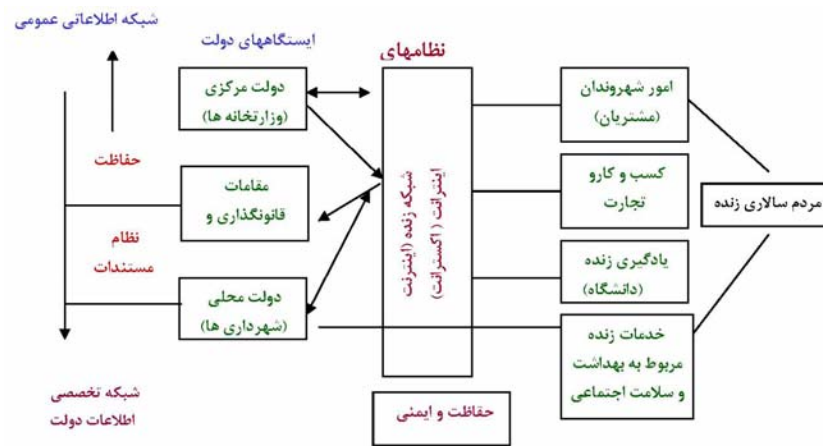 شبکه اطلاعاتی عمومی
ایستگاههای دولت
نظامهای
دولت مرکزی
(وزارتخانه ها)
امور شهروندان
(مشتریان)
حفاظت
مقامات
قانونگذاری و
شبکه زنده (اینترنت
اینترانت ( اکسترانت)
کسب و کارو
تجارت
مردم سالاری زنده
نظام
مستندات
یادگیری زنده
(دانشگاه)
دولت محلی
(شهرداری ها)
خدمات زنده
مربوط به بهداشت
و سلامت اجتماعی
شبکه تخصصی
اطلاعات دولت
حفاظت و ایمنی